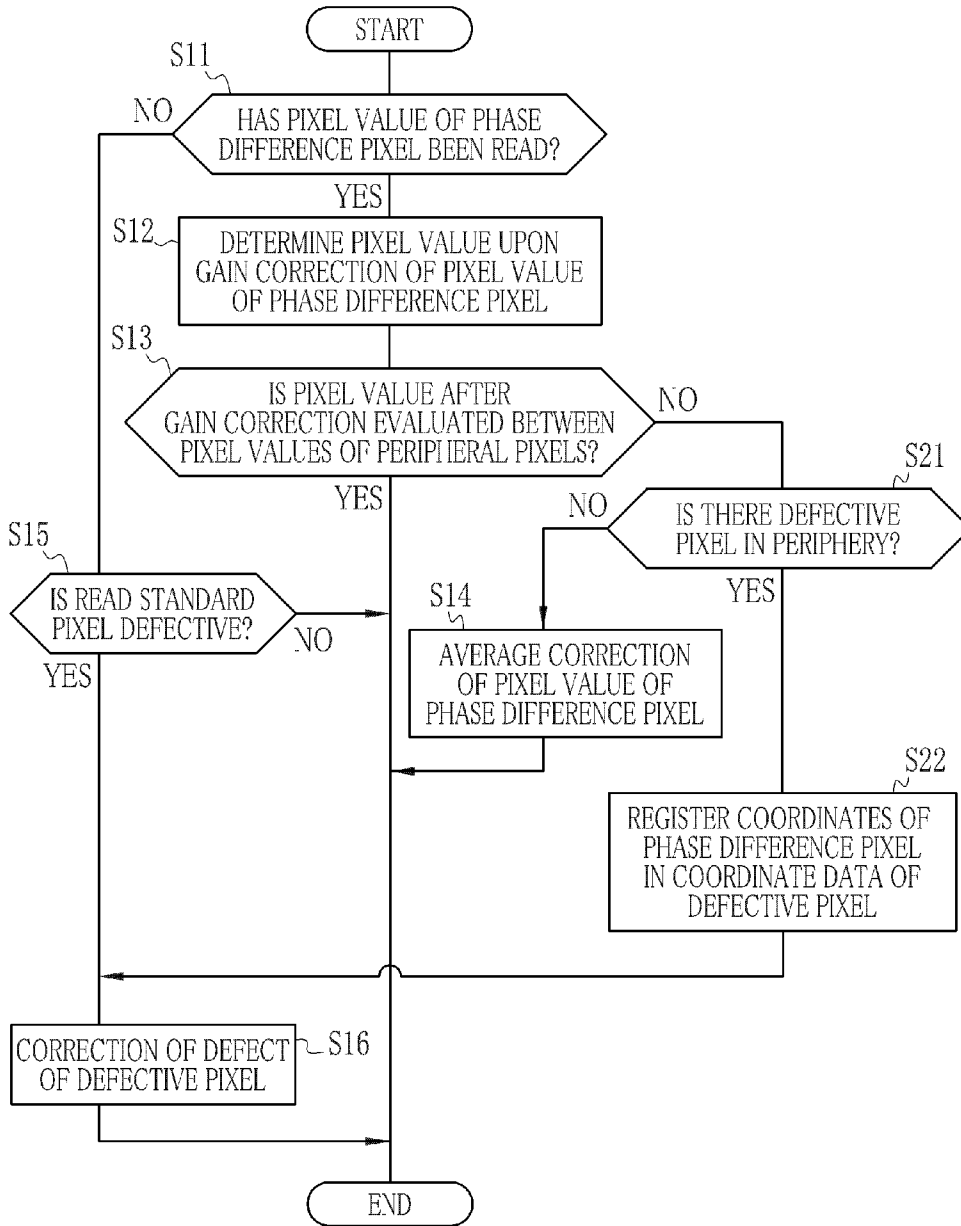 START
S11
NO
HAS PIXEL VALUE OF PHASE
DIFFERENCE PIXEL BEEN READ?
YES
S12
DETERMINE PIXEL VALUE UPON
GAIN CORRECTION OF PIXEL VALUE
OF PHASE DIFFERENCE PIXEL
S13
IS PIXEL VALUE AFTER
GAIN CORRECTION EVALUATED BETWEEN
PIXEL VALUES OF PERIPHERAL PIXELS?
NO
YES
S21
NO
IS THERE DEFECTIVE
PIXEL IN PERIPHERY?
YES
S15
IS READ STANDARD
PIXEL DEFECTIVE?
NO
YES
S14
AVERAGE CORRECTION
OF PIXEL VALUE OF
PHASE DIFFERENCE PIXEL
S22
REGISTER COORDINATES OF
PHASE DIFFERENCE PIXEL
IN COORDINATE DATA OF
DEFECTIVE PIXEL
S16
CORRECTION OF DEFECT
OF DEFECTIVE PIXEL
END